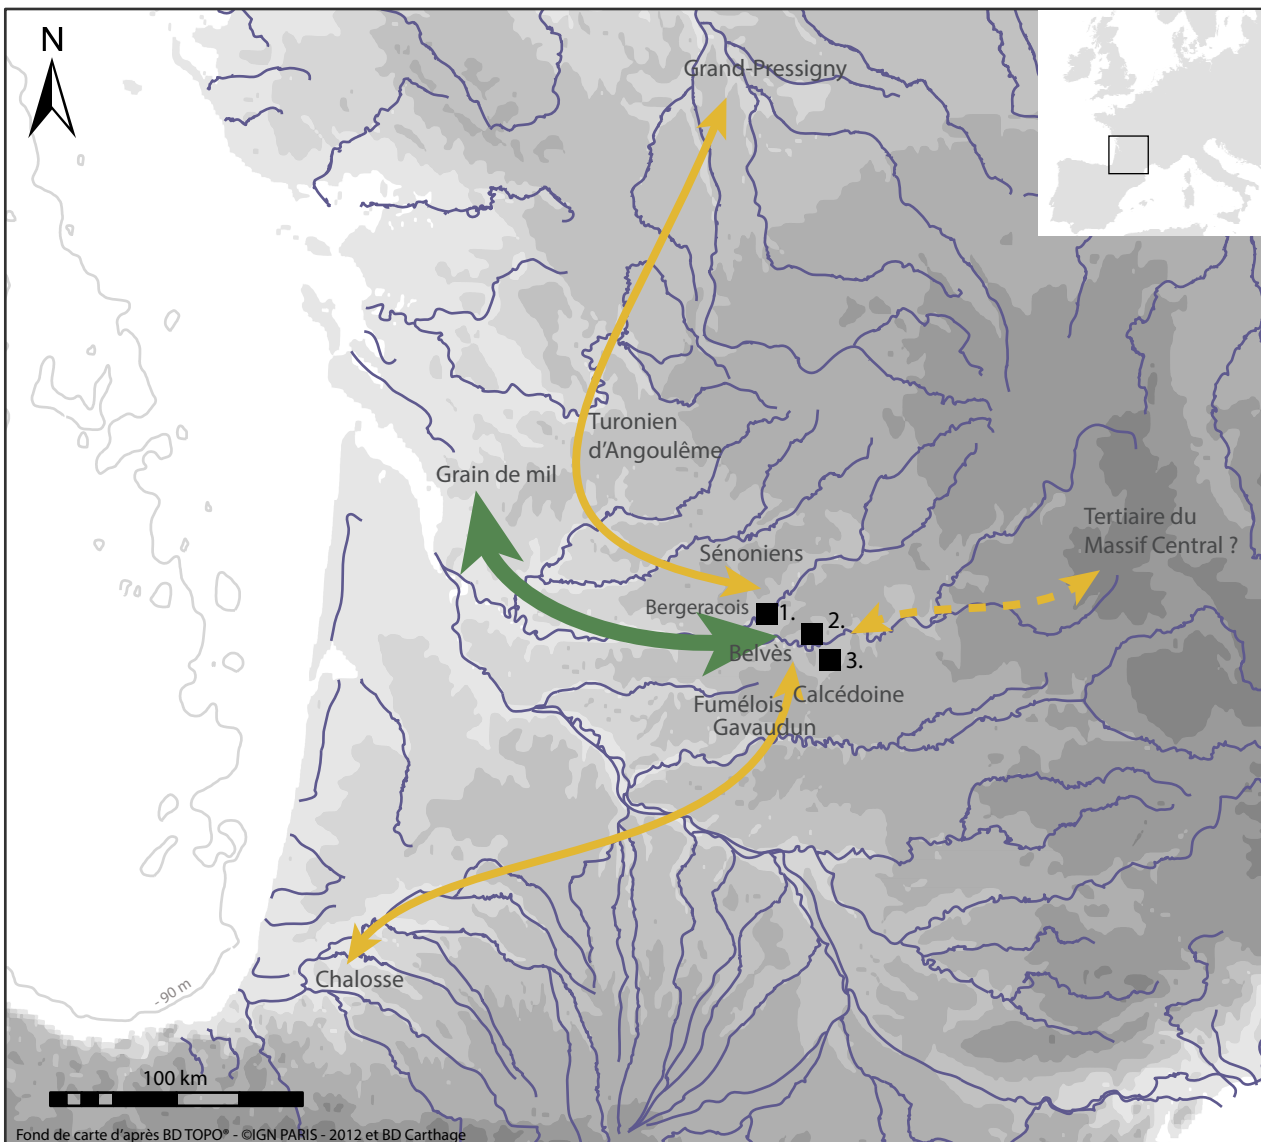 N
Grand-Pressigny
Turonien
d'Angoulême
Grain de mil
Tertiaire du
Massif Central ?
Sénoniens
Bergeracois
1.
2.
Belvès
3.
Calcédoine
Fumélois
Gavaudun
Chalosse
- 90 m
100 km
Fond de carte d'après BD TOPO® - ©IGN PARIS - 2012 et BD Carthage